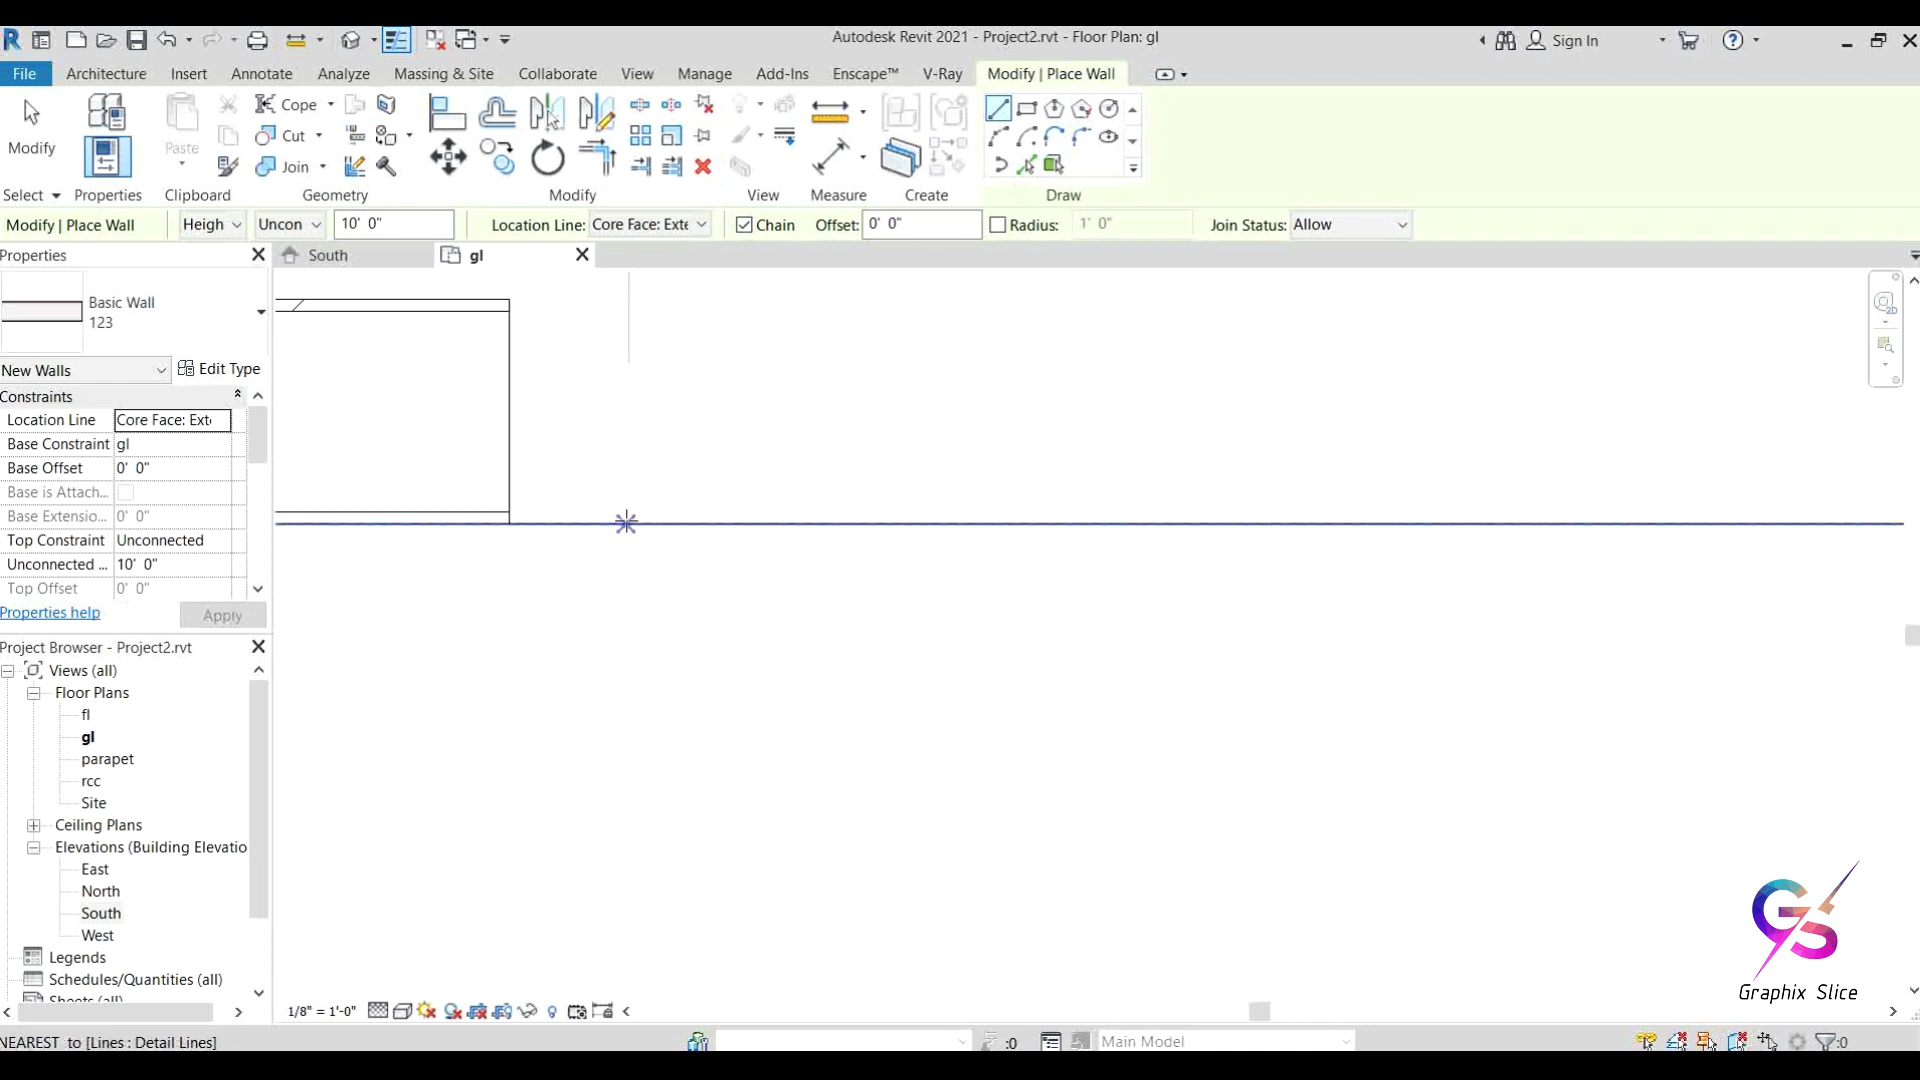 Autodesk Revit 2021 - Project2.rvt - Floor Plan: gl
Sign In
File Architecture Insert Annotate Analyze Massing & Site Collaborate View Manage Add-Ins Enscape™ V-Ray Modify | Place Wall
Modify
Paste
Cope
Cut
Join
Select Properties Clipboard Geometry Modify View Measure Create Draw
Modify | Place Wall Heigh Uncon 10' 0" Location Line: Core Face: Exte Chain Offset: 0' 0" Radius: 1' 0" Join Status: Allow
Properties
South
gl
Basic Wall
123
New Walls
Edit Type
Constraints
Location Line Core Face: Ext
Base Constraint gl
Base Offset 0' 0"
Base is Attach...
Base Extensio... 0' 0"
Top Constraint Unconnected
Unconnected ... 10' 0"
Top Offset 0' 0"
Properties help
Apply
Project Browser - Project2.rvt
Views (all)
Floor Plans
fl
gl
parapet
rcc
Site
Ceiling Plans
Elevations (Building Elevatio
East
North
South
West
Legends
Schedules/Quantities (all)
Sheets (all)
1/8" = 1'-0"
GS
Graphix Slice
NEAREST to [Lines : Detail Lines]
:0
Main Model
:0
2D